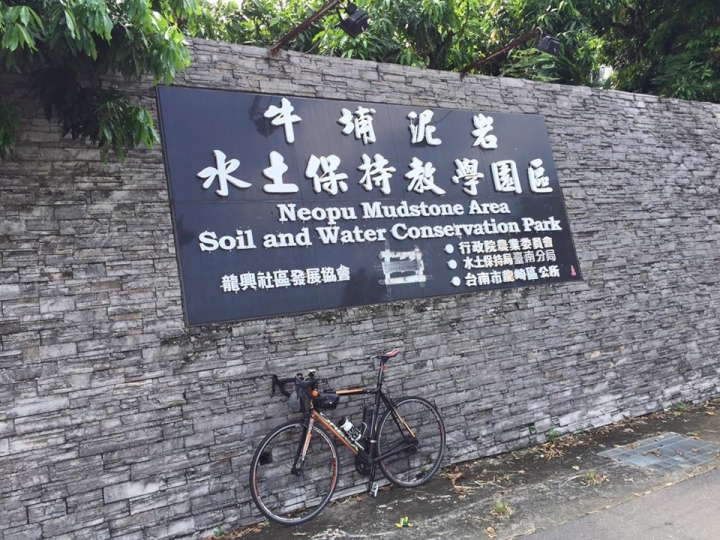 牛埔泥岩
水土保持教學園區
Neopu Mudstone Area
Soil and Water Conservation Park
龍興社區發展協會
行政院農業委員會
水土保持局臺南分局
台南市龍崎區公所